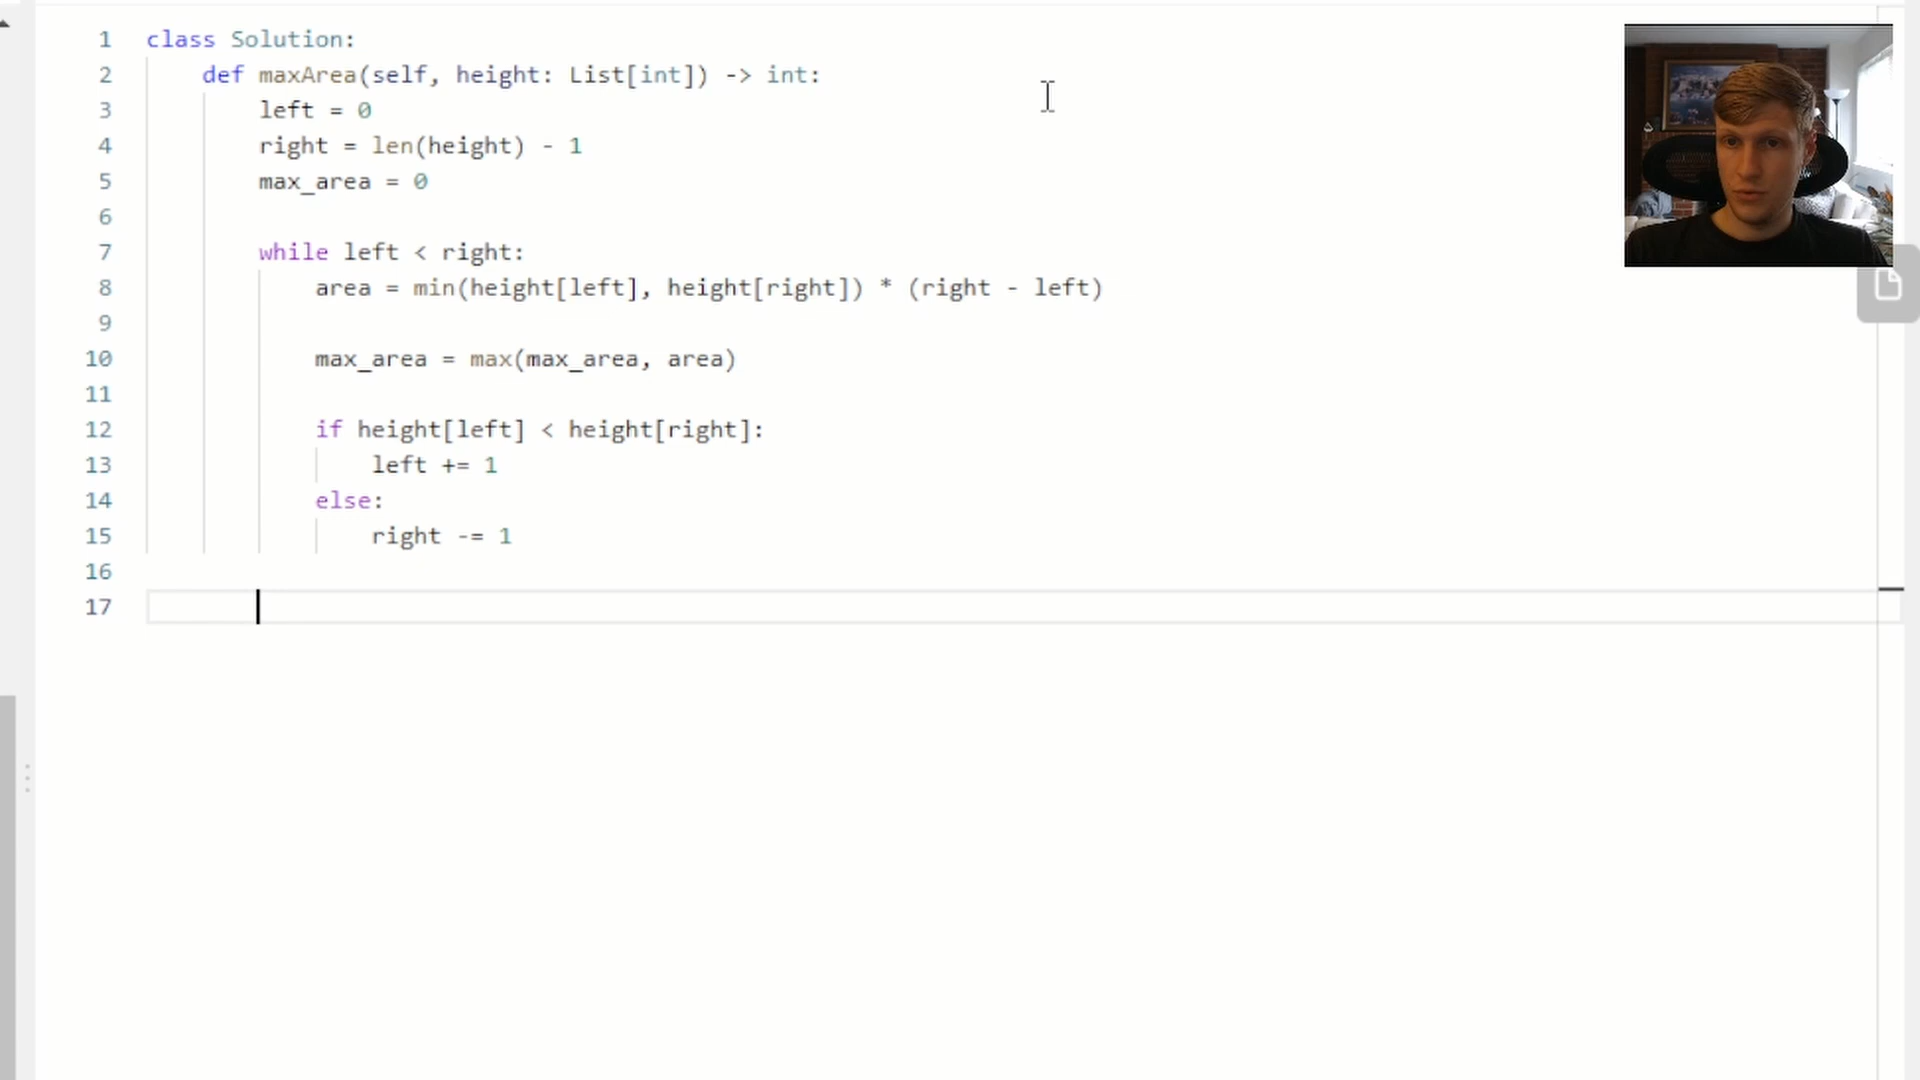 1 class Solution:
2     def maxArea(self, height: List[int]) -> int:
3         left = 0
4         right = len(height) - 1
5         max_area = 0
6
7         while left < right:
8             area = min(height[left], height[right]) * (right - left)
9
10             max_area = max(max_area, area)
11
12             if height[left] < height[right]:
13                 left += 1
14             else:
15                 right -= 1
16
17